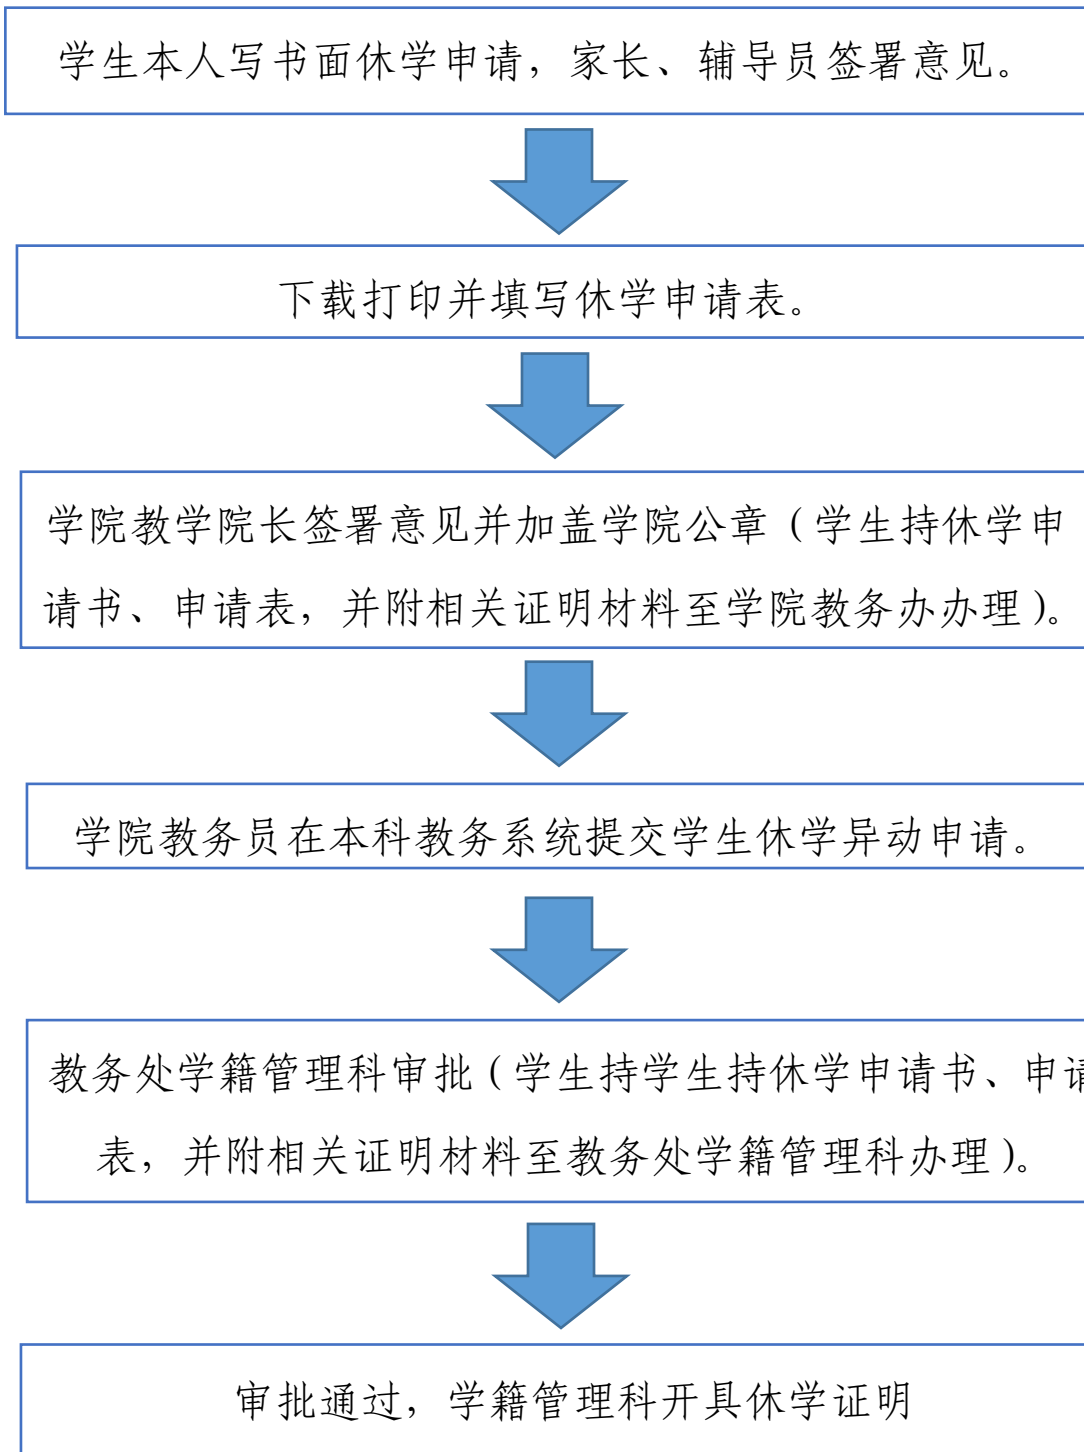 学生本人写书面休学申请，家长、辅导员签署意见。
下载打印并填写休学申请表。
学院教学院长签署意见并加盖学院公章（学生持休学申
请书、申请表，并附相关证明材料至学院教务办办理）。
学院教务员在本科教务系统提交学生休学异动申请。
教务处学籍管理科审批（学生持学生持休学申请书、申请
表，并附相关证明材料至教务处学籍管理科办理）。
审批通过，学籍管理科开具休学证明